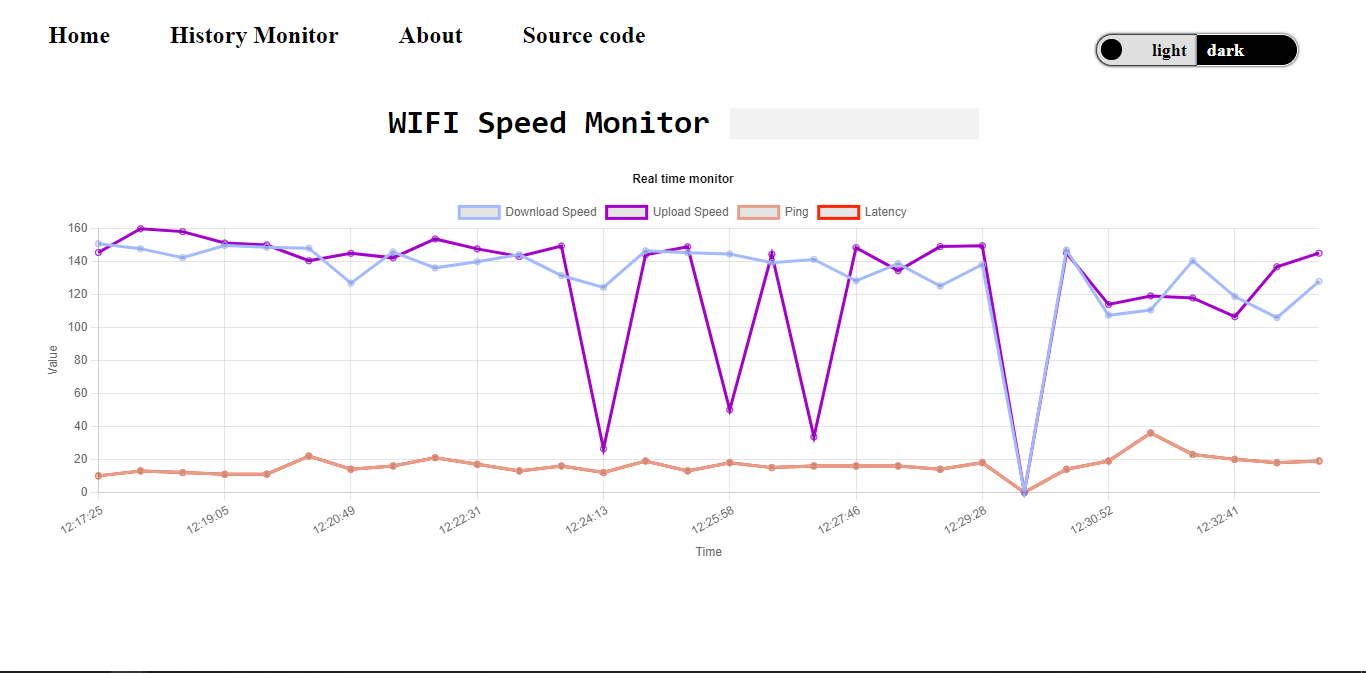 Home History Monitor About Source code
light dark
WIFI Speed Monitor
Real time monitor
Download Speed Upload Speed Ping Latency
160
140
120
100
80
60
40
20
0
Value
12:17:25 12:19:05 12:20:49 12:22:31 12:24:13 12:25:58 12:27:46 12:29:28 12:30:52 12:32:41
Time